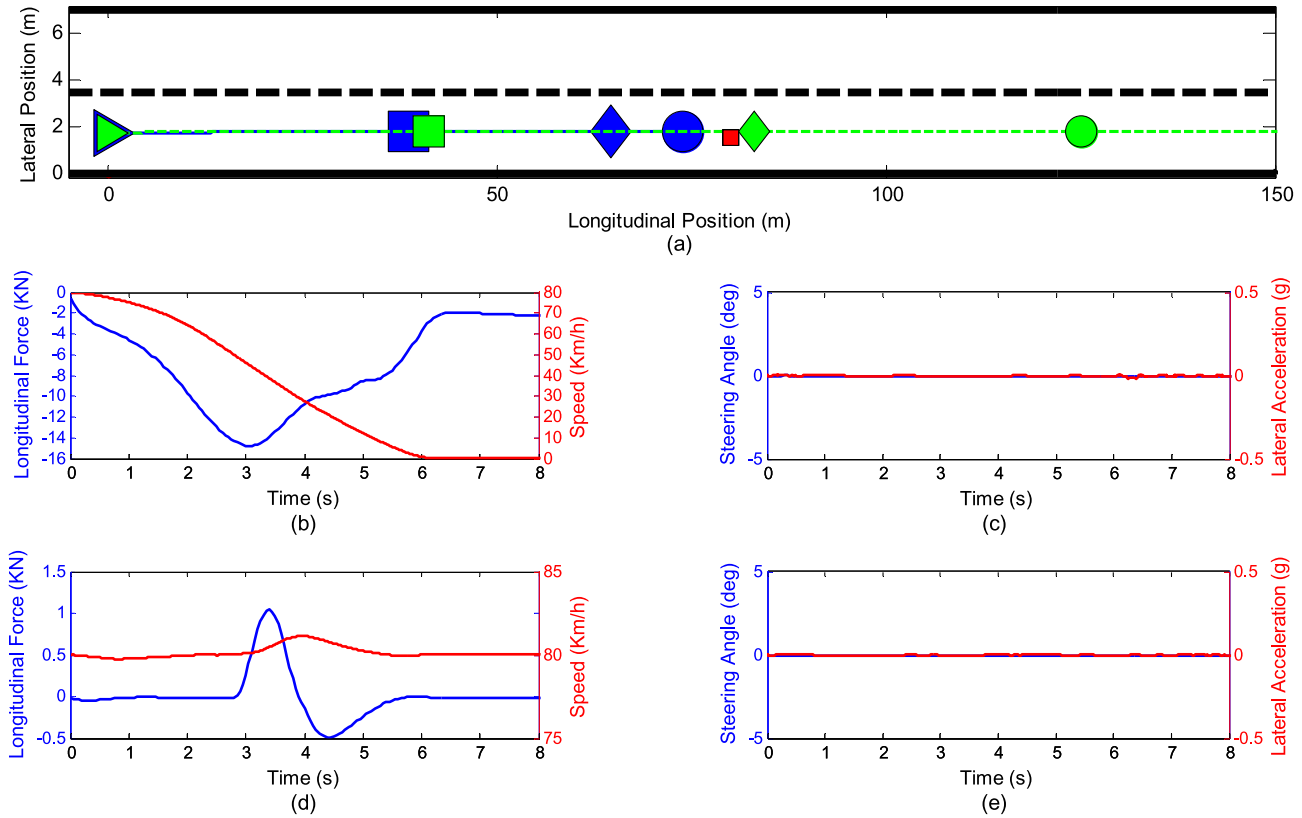 Lateral Position (m)
6
4
2
0
0 50 100 150
Longitudinal Position (m)
(a)
Longitudinal Force (KN)
0
-2
-4
-6
-8
-10
-12
-14
-16
80
70
60
50
40
30
20
10
0
Speed (Km/h)
0 1 2 3 4 5 6 7 8
Time (s)
(b)
Steering Angle (deg)
5
0
-5
0.5
0
-0.5
Lateral Acceleration (g)
0 1 2 3 4 5 6 7 8
Time (s)
(c)
Longitudinal Force (KN)
1.5
1
0.5
0
-0.5
85
80
75
Speed (Km/h)
0 1 2 3 4 5 6 7 8
Time (s)
(d)
Steering Angle (deg)
5
0
-5
0.5
0
-0.5
Lateral Acceleration (g)
0 1 2 3 4 5 6 7 8
Time (s)
(e)